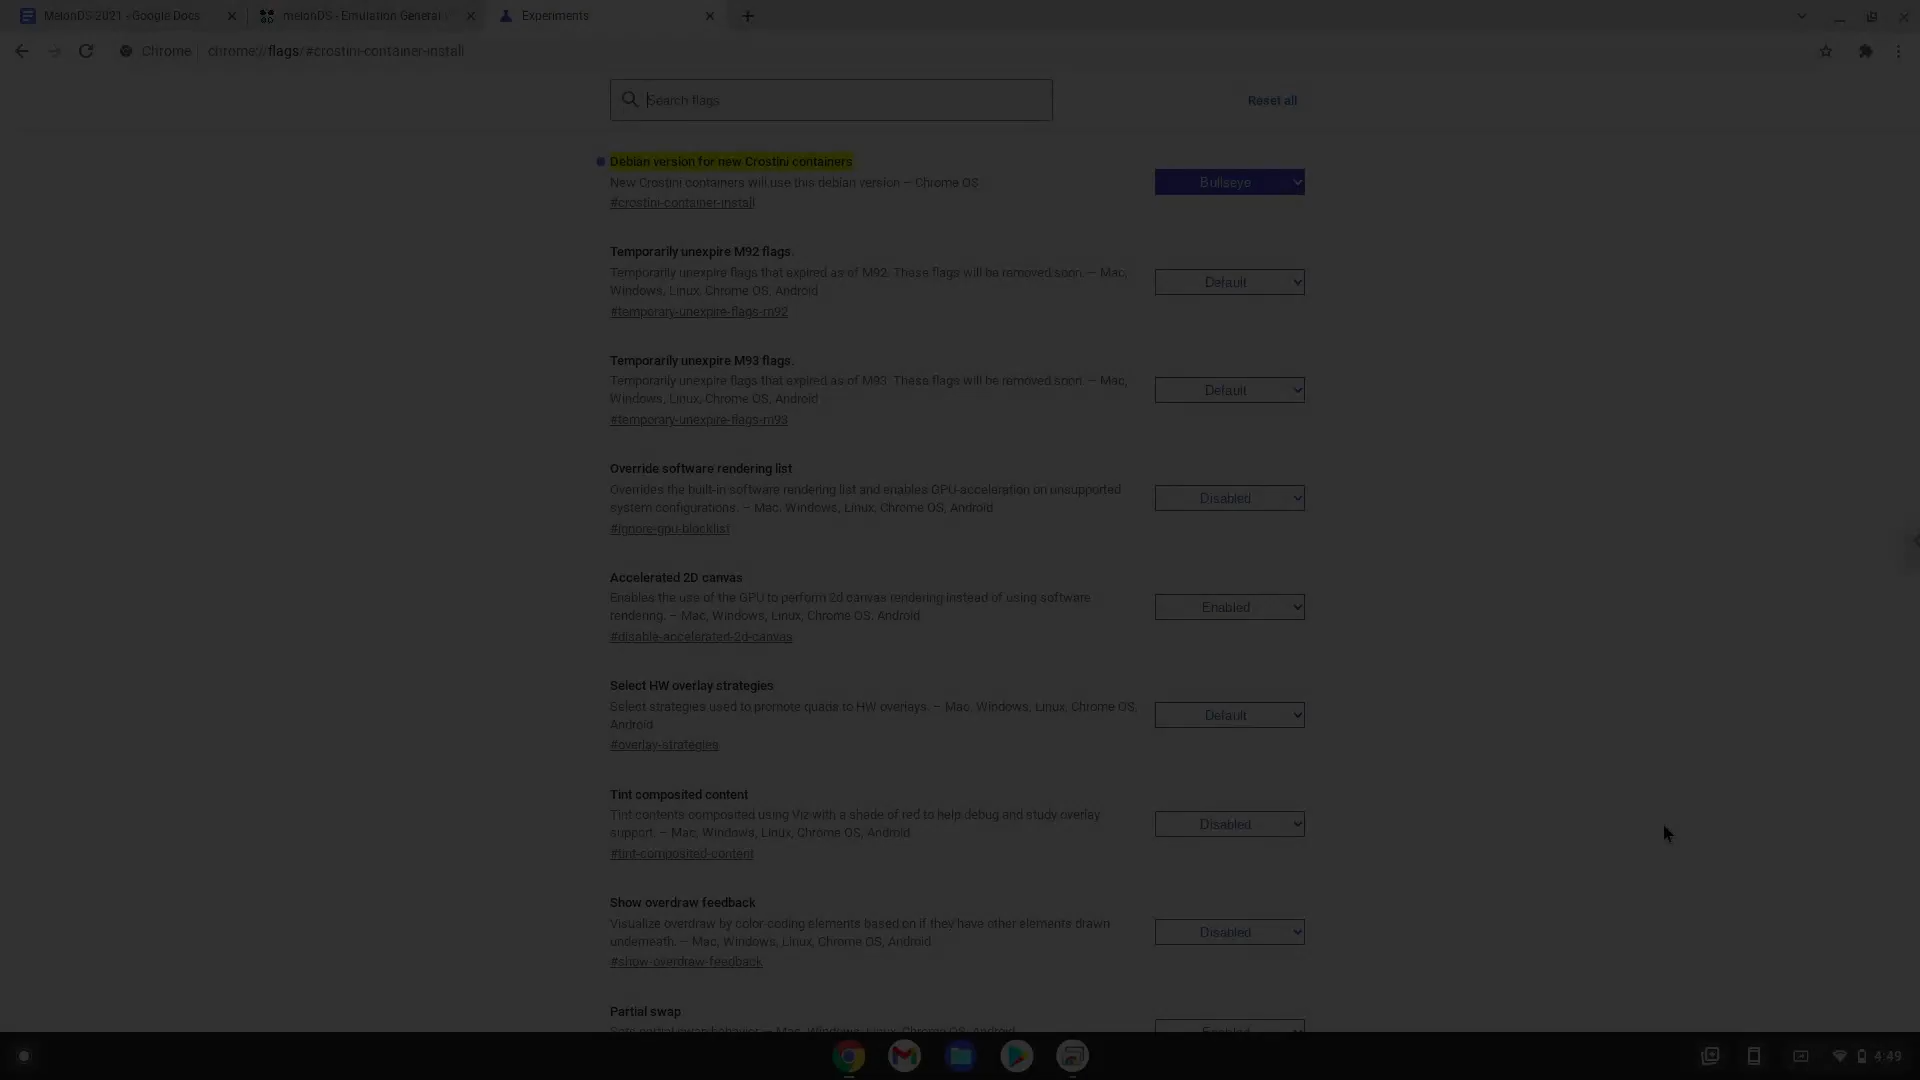 MelonDS 2021 - Google Docs
melonDS - Emulation General
Experiments
Chrome
chrome://flags/#crostini-container-install
Search flags
Reset all
Debian version for new Crostini containers
New Crostini containers will use this debian version – Chrome OS
#crostini-container-install
Bullseye
Temporarily unexpire M92 flags.
Temporarily unexpire flags that expired as of M92. These flags will be removed soon. – Mac,
Windows, Linux, Chrome OS, Android
#temporary-unexpire-flags-m92
Default
Temporarily unexpire M93 flags.
Temporarily unexpire flags that expired as of M93. These flags will be removed soon. – Mac,
Windows, Linux, Chrome OS, Android
#temporary-unexpire-flags-m93
Default
Override software rendering list
Overrides the built-in software rendering list and enables GPU-acceleration on unsupported
system configurations. – Mac, Windows, Linux, Chrome OS, Android
#ignore-gpu-blocklist
Disabled
Accelerated 2D canvas
Enables the use of the GPU to perform 2d canvas rendering instead of using software
rendering. – Mac, Windows, Linux, Chrome OS, Android
#disable-accelerated-2d-canvas
Enabled
Select HW overlay strategies
Select strategies used to promote quads to HW overlays. – Mac, Windows, Linux, Chrome OS,
Android
#overlay-strategies
Default
Tint composited content
Tint contents composited using Viz with a shade of red to help debug and study overlay
support. – Mac, Windows, Linux, Chrome OS, Android
#tint-composited-content
Disabled
Show overdraw feedback
Visualize overdraw by color-coding elements based on if they have other elements drawn
underneath. – Mac, Windows, Linux, Chrome OS, Android
#show-overdraw-feedback
Disabled
Partial swap
Sets partial swap behavior. – Mac, Windows, Linux, Chrome OS, Android
Enabled
4:49